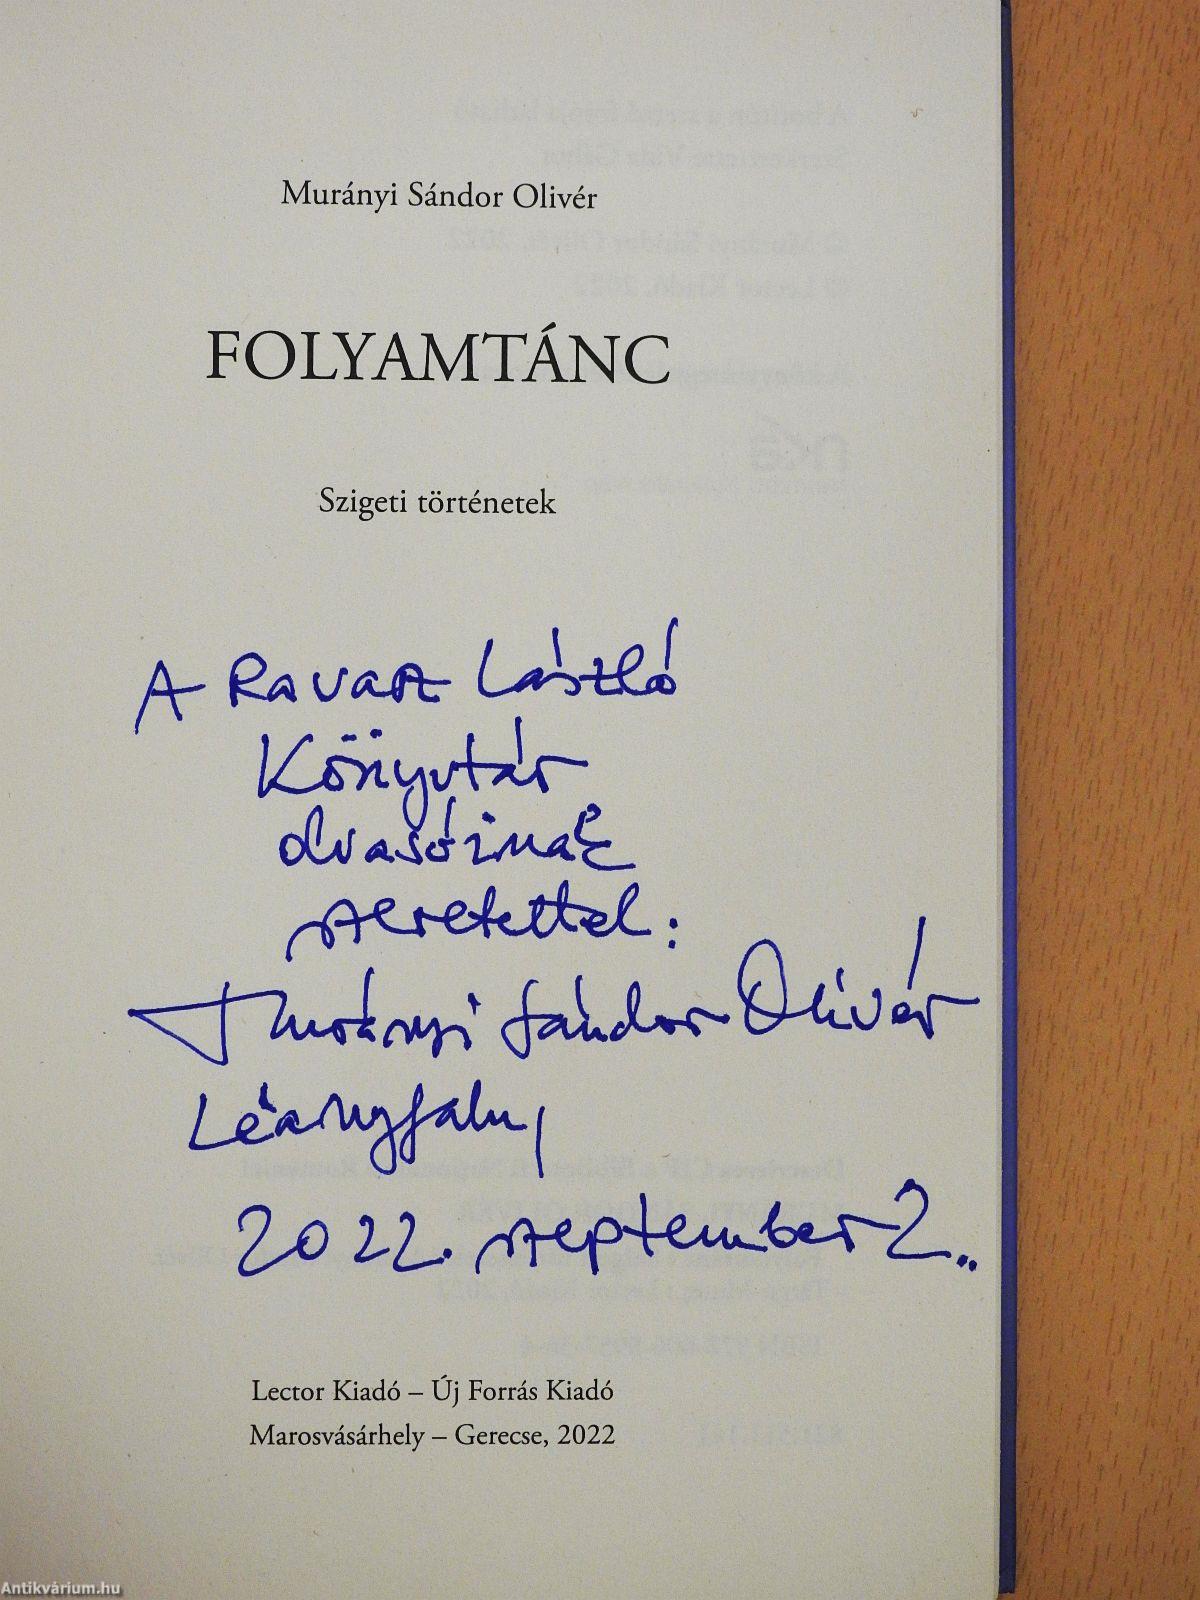 Murányi Sándor Olivér
FOLYAMTÁNC
Szigeti történetek
A Ravasz László
Könyvtár
olvasóinak
szeretettel:
Murányi Sándor Olivér
Leányfalu,
2022. szeptember 2..
Lector Kiadó – Új Forrás Kiadó
Marosvásárhely – Gerecse, 2022
Antikvárium.hu